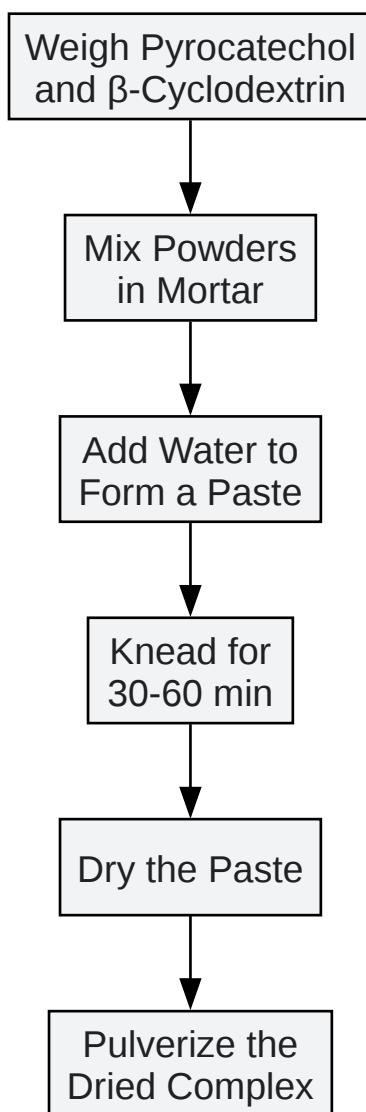 Weigh Pyrocatechol
and β-Cyclodextrin
Mix Powders
in Mortar
Add Water to
Form a Paste
Knead for
30-60 min
Dry the Paste
Pulverize the
Dried Complex